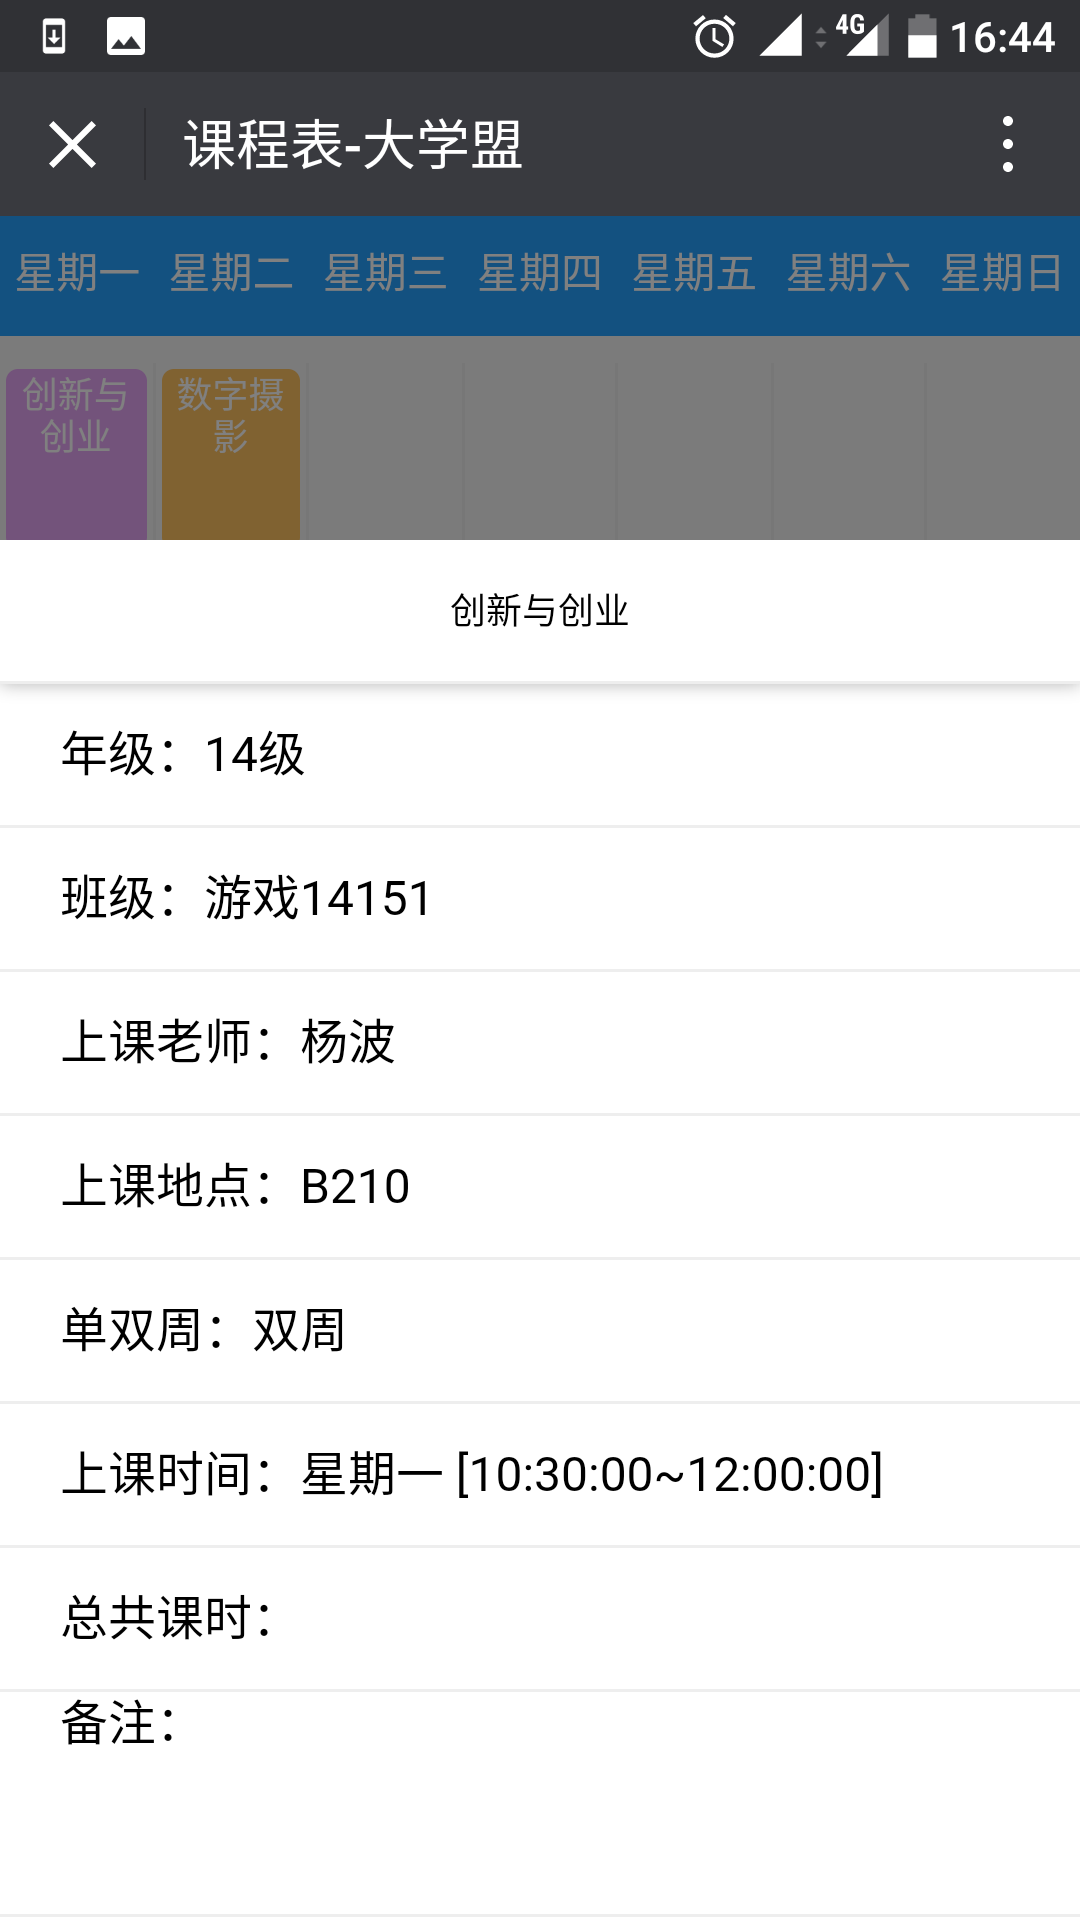 4G 16:44
课程表-大学盟
星期一 星期二 星期三 星期四 星期五 星期六 星期日
创新与 数字摄
创业 影
创新与创业
年级：14级
班级：游戏14151
上课老师：杨波
上课地点：B210
单双周：双周
上课时间：星期一 [10:30:00~12:00:00]
总共课时：
备注：